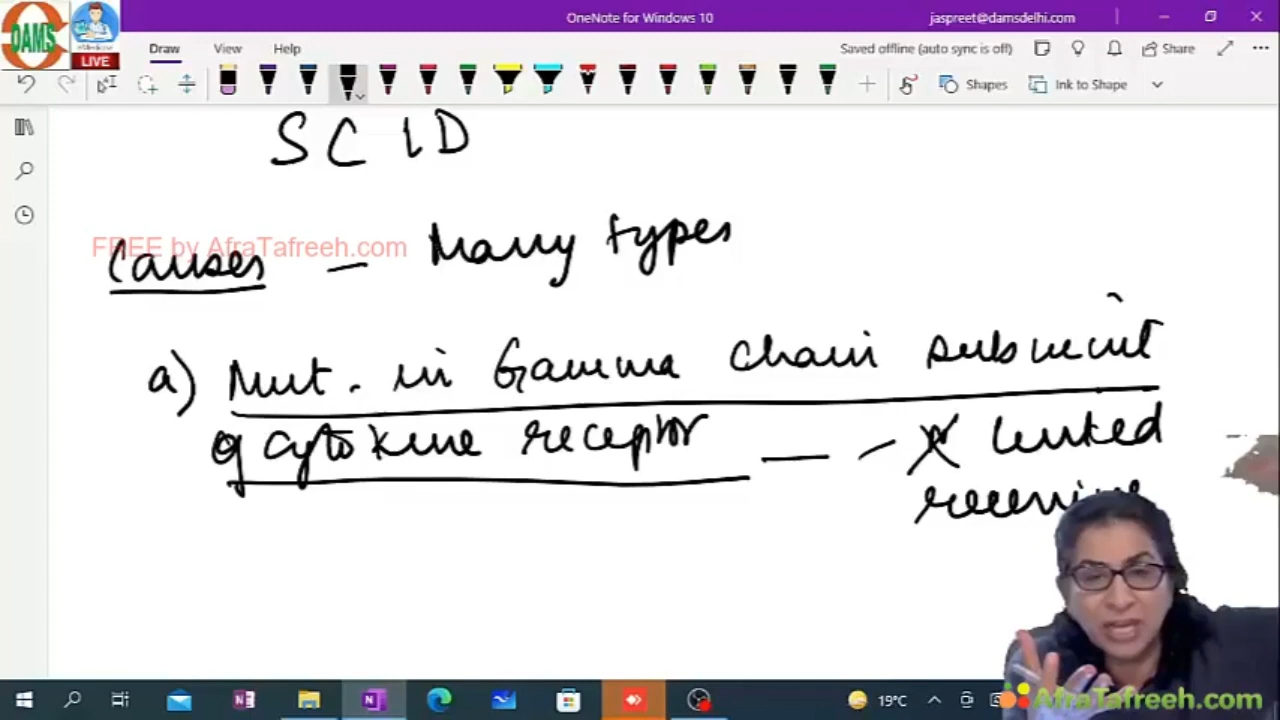 DAMS
eMedicoz
LIVE
OneNote for Windows 10
jaspreet@damsdelhi.com
Draw View Help
Saved offline (auto sync is off)
Share
Shapes
Ink to Shape
SCID
FREE by AfraTafreeh.com
Causes – Many types
a) Mut. in Gamma chain subunit
of cytokine receptor — – X linked
19°C
AfraTafreeh.com